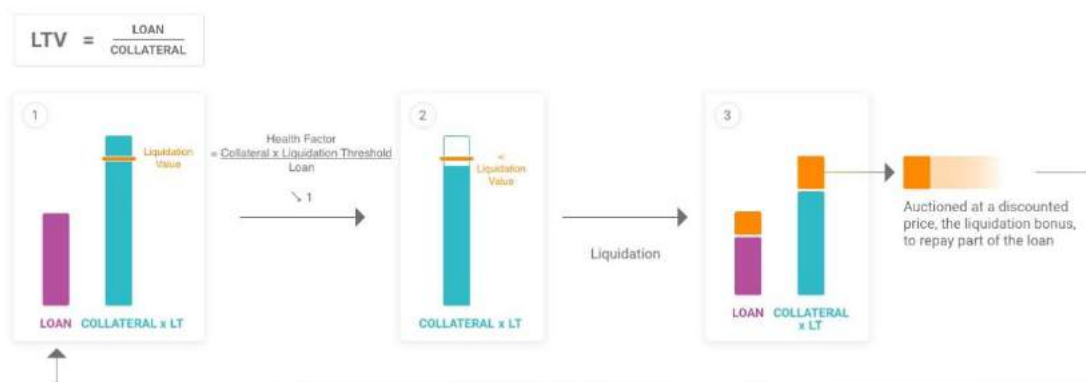 LTV = LOAN
COLLATERAL
1
Liquidation
Value
LOAN COLLATERAL x LT
Health Factor
= Collateral x Liquidation Threshold
Loan
↘ 1
2
<
Liquidation
Value
COLLATERAL x LT
Liquidation
3
LOAN COLLATERAL
x LT
Auctioned at a discounted
price, the liquidation bonus,
to repay part of the loan